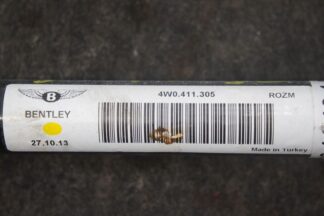 4W0.411.305 ROZM
B
BENTLEY
27.10.13
Made in Turkey